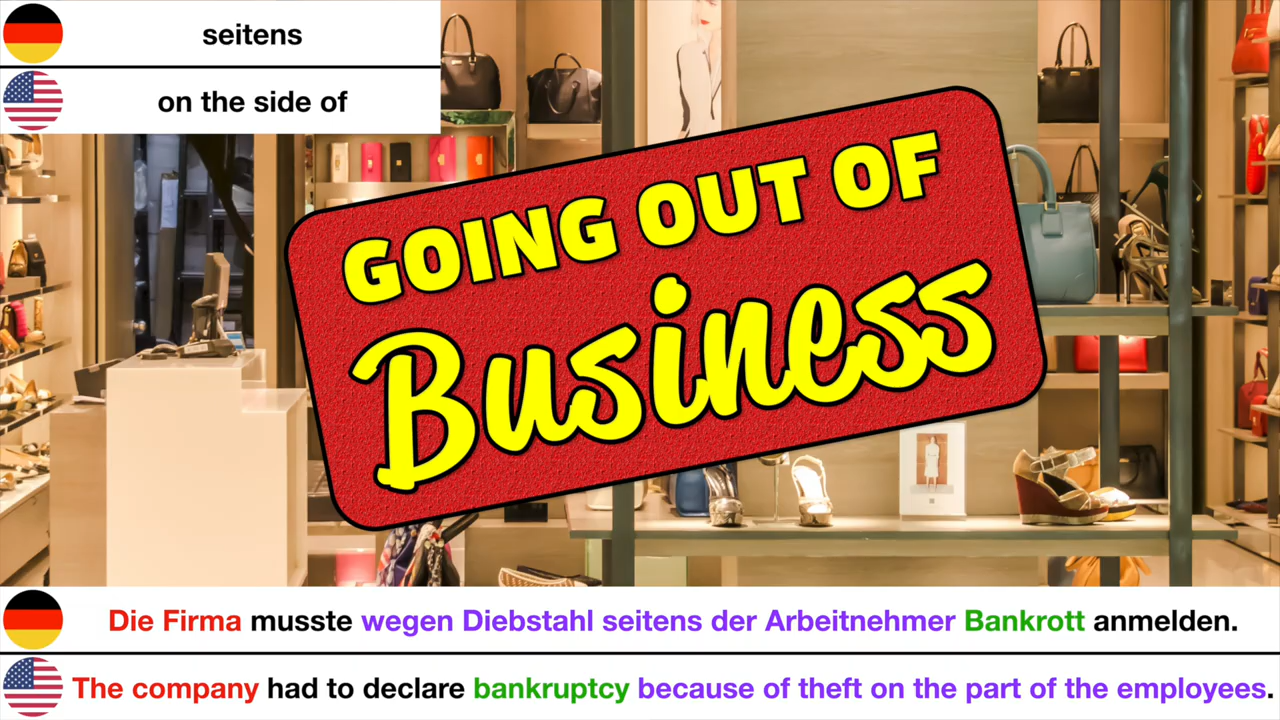 seitens
on the side of
GOING OUT OF
Business
Die Firma musste wegen Diebstahl seitens der Arbeitnehmer Bankrott anmelden.
The company had to declare bankruptcy because of theft on the part of the employees.